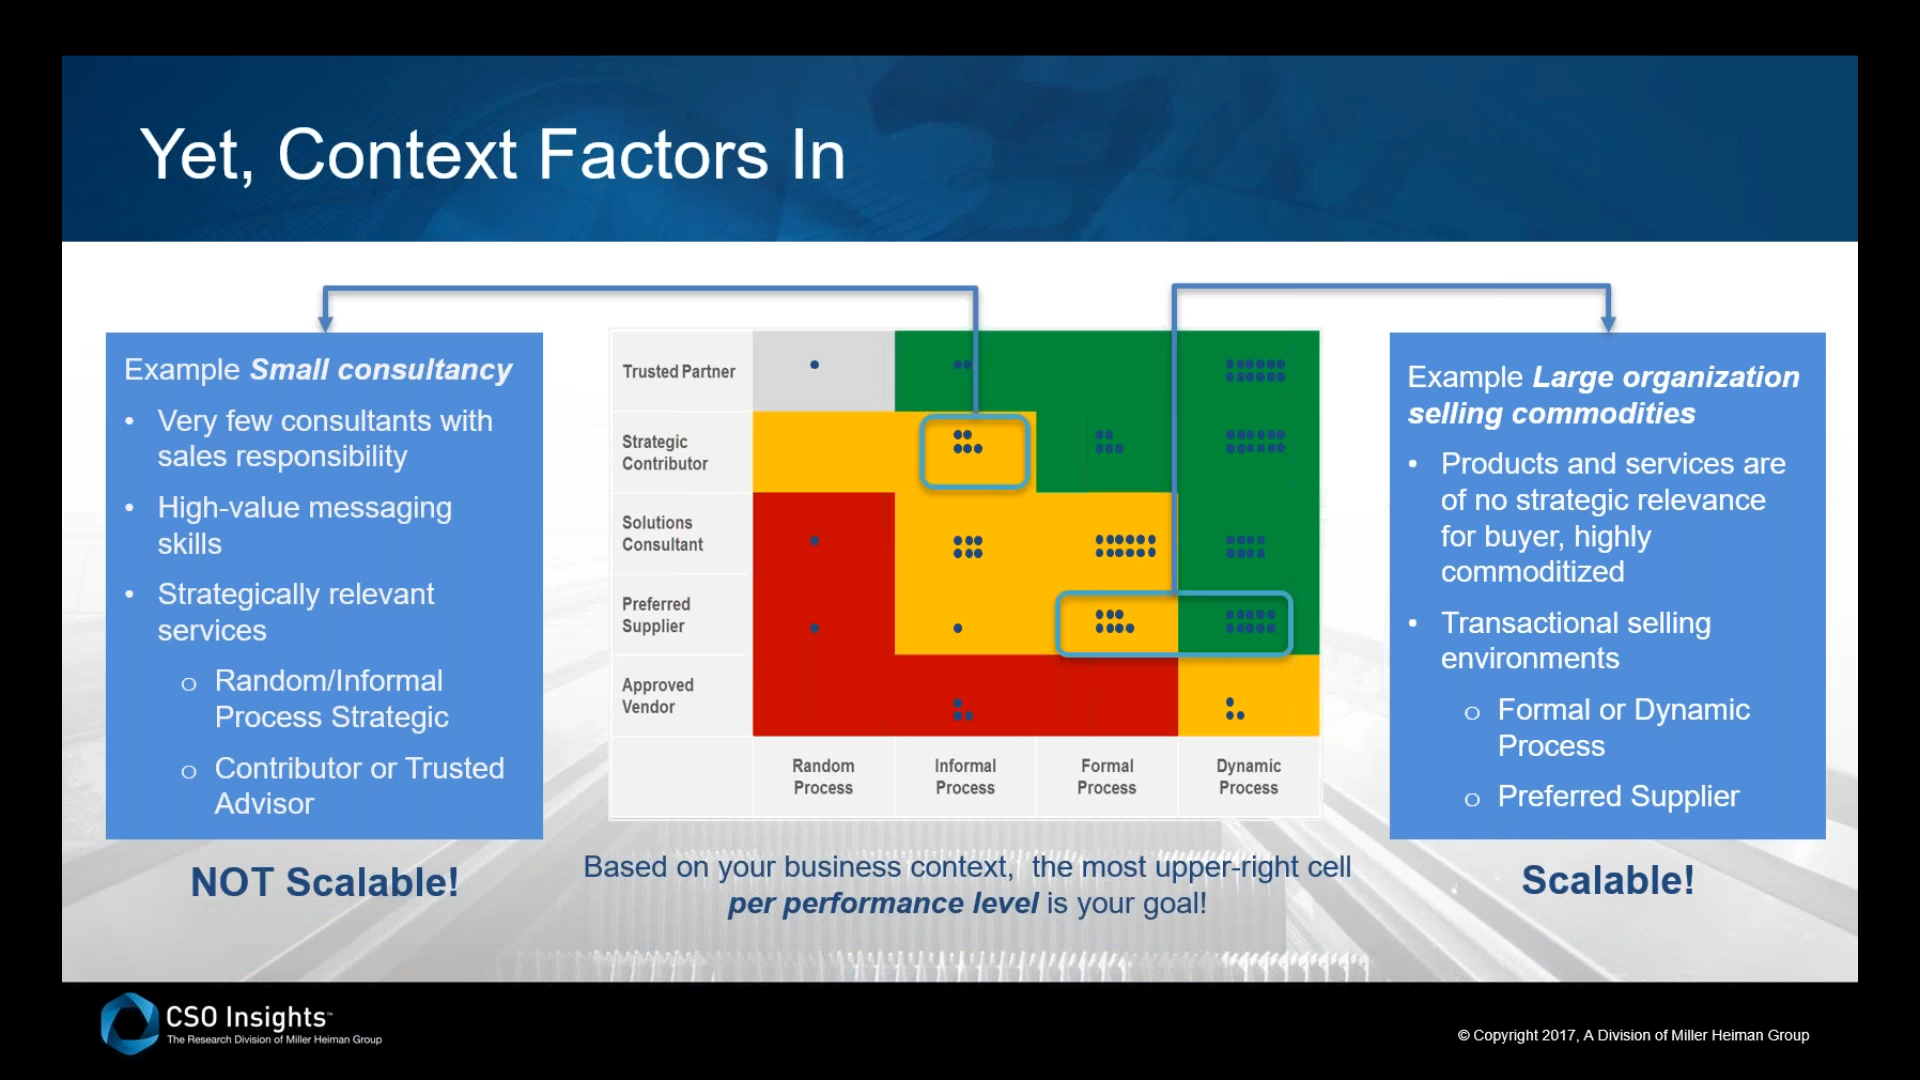 Yet, Context Factors In
Example Small consultancy
• Very few consultants with
sales responsibility
• High-value messaging
skills
• Strategically relevant
services
o Random/Informal
Process Strategic
o Contributor or Trusted
Advisor
NOT Scalable!
Trusted Partner
Strategic
Contributor
Solutions
Consultant
Preferred
Supplier
Approved
Vendor
Random
Process
Informal
Process
Formal
Process
Dynamic
Process
Based on your business context, the most upper-right cell
per performance level is your goal!
Example Large organization
selling commodities
• Products and services are
of no strategic relevance
for buyer, highly
commoditized
• Transactional selling
environments
o Formal or Dynamic
Process
o Preferred Supplier
Scalable!
CSO Insights™
The Research Division of Miller Heiman Group
© Copyright 2017, A Division of Miller Heiman Group